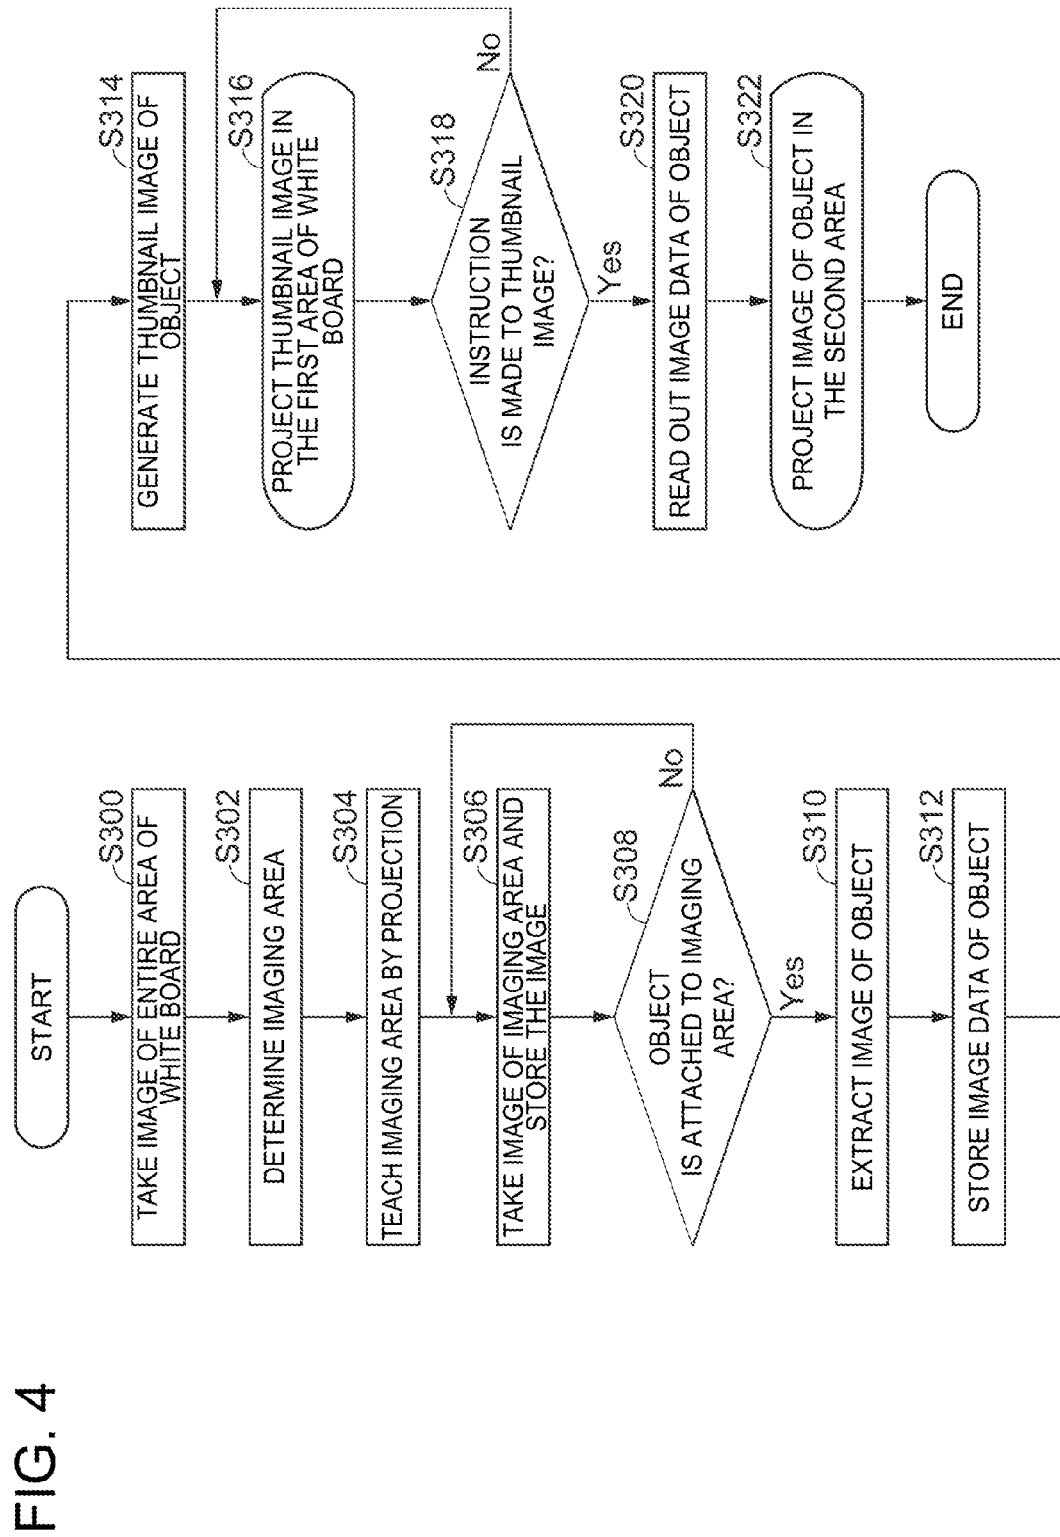 FIG. 4
START
S300
TAKE IMAGE OF ENTIRE AREA OF
WHITE BOARD
S302
DETERMINE IMAGING AREA
S304
TEACH IMAGING AREA BY PROJECTION
S306
TAKE IMAGE OF IMAGING AREA AND
STORE THE IMAGE
S308
OBJECT
IS ATTACHED TO IMAGING
AREA?
No
Yes
S310
EXTRACT IMAGE OF OBJECT
S312
STORE IMAGE DATA OF OBJECT
S314
GENERATE THUMBNAIL IMAGE OF
OBJECT
S316
PROJECT THUMBNAIL IMAGE IN
THE FIRST AREA OF WHITE
BOARD
S318
INSTRUCTION
IS MADE TO THUMBNAIL
IMAGE?
No
Yes
S320
READ OUT IMAGE DATA OF OBJECT
S322
PROJECT IMAGE OF OBJECT IN
THE SECOND AREA
END